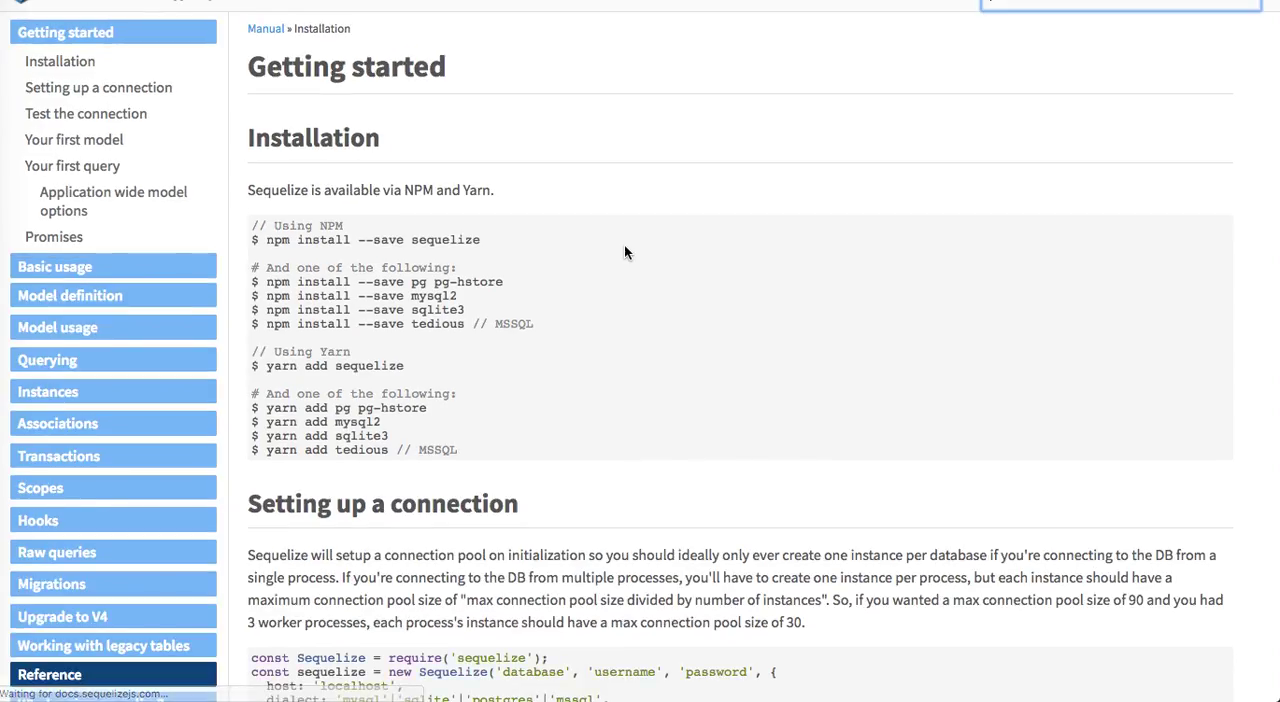 Getting started
Installation
Setting up a connection
Test the connection
Your first model
Your first query
Application wide model
options
Promises
Basic usage
Model definition
Model usage
Querying
Instances
Associations
Transactions
Scopes
Hooks
Raw queries
Migrations
Upgrade to V4
Working with legacy tables
Reference
Waiting for docs.sequelizejs.com...
Manual » Installation
Getting started
Installation
Sequelize is available via NPM and Yarn.
// Using NPM
$ npm install --save sequelize
# And one of the following:
$ npm install --save pg pg-hstore
$ npm install --save mysql2
$ npm install --save sqlite3
$ npm install --save tedious // MSSQL
// Using Yarn
$ yarn add sequelize
# And one of the following:
$ yarn add pg pg-hstore
$ yarn add mysql2
$ yarn add sqlite3
$ yarn add tedious // MSSQL
Setting up a connection
Sequelize will setup a connection pool on initialization so you should ideally only ever create one instance per database if you're connecting to the DB from a
single process. If you're connecting to the DB from multiple processes, you'll have to create one instance per process, but each instance should have a
maximum connection pool size of "max connection pool size divided by number of instances". So, if you wanted a max connection pool size of 90 and you had
3 worker processes, each process's instance should have a max connection pool size of 30.
const Sequelize = require('sequelize');
const sequelize = new Sequelize('database', 'username', 'password', {
host: 'localhost',
dialect: 'mysql'|'sqlite'|'postgres'|'mssql',